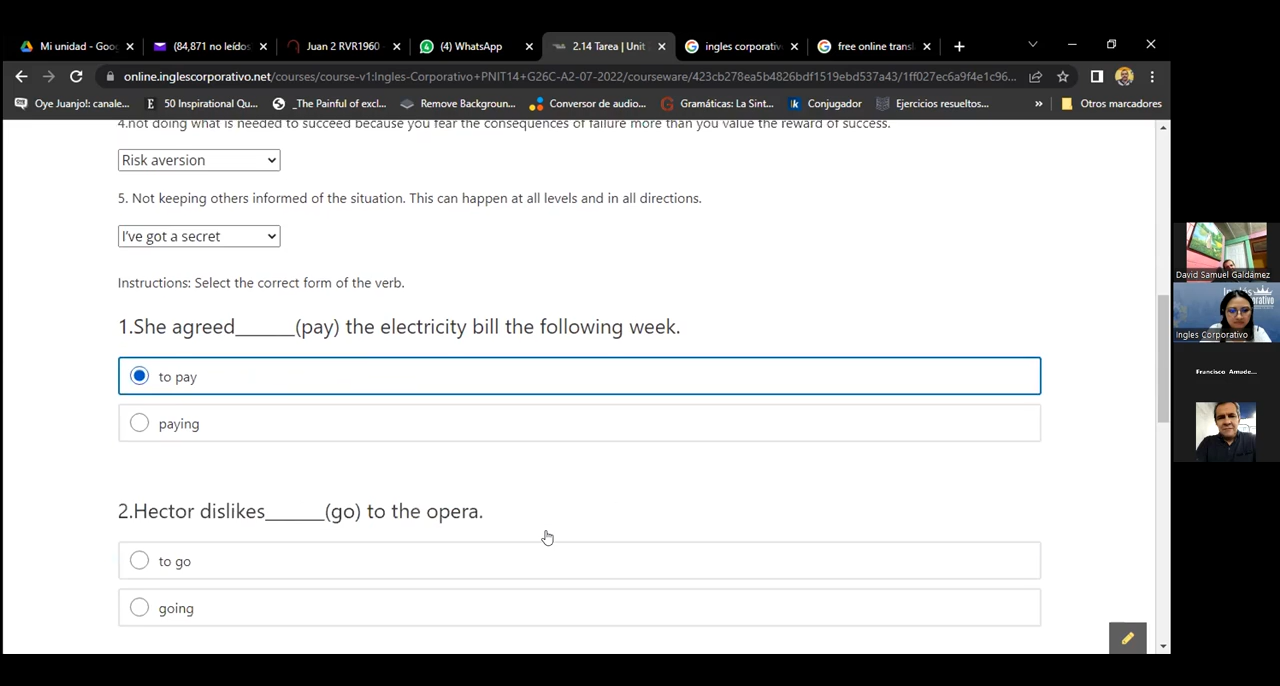 Mi unidad - Goo
(84,871 no leídos
Juan 2 RVR1960
(4) WhatsApp
2.14 Tarea | Unit
ingles corporativ
free online trans
online.inglescorporativo.net/courses/course-v1:Ingles-Corporativo+PNIT14+G26C-A2-07-2022/courseware/423cb278ea5b4826bdf1519ebd537a43/1ff027ec6a9f4e1c96...
Oye Juanjo!: canale...
50 Inspirational Qu...
_The Painful of excl...
Remove Backgroun...
Conversor de audio...
Gramáticas: La Sint...
Conjugador
Ejercicios resueltos...
»
Otros marcadores
4.not doing what is needed to succeed because you fear the consequences of failure more than you value the reward of success.
Risk aversion
5. Not keeping others informed of the situation. This can happen at all levels and in all directions.
I've got a secret
Instructions: Select the correct form of the verb.
1.She agreed______(pay) the electricity bill the following week.
to pay
paying
2.Hector dislikes______(go) to the opera.
to go
going
David Samuel Galdámez
Ingles Corporativo
Francisco Amude...